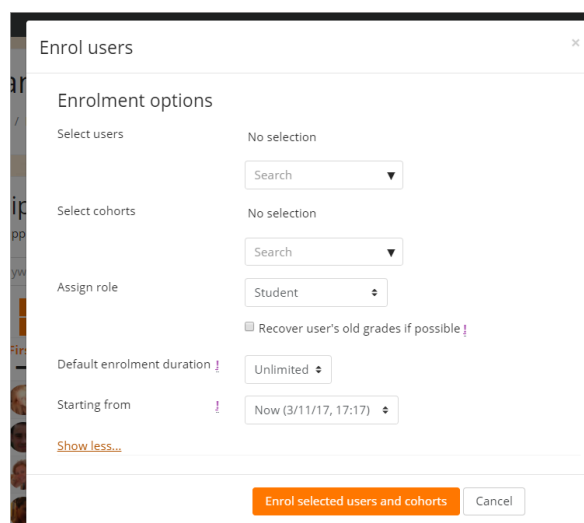 Enrol users
×
Enrolment options
Select users
No selection
Search
Select cohorts
No selection
Search
Assign role
Student
Recover user's old grades if possible !
Default enrolment duration !
Unlimited
Starting from !
Now (3/11/17, 17:17)
Show less...
Enrol selected users and cohorts
Cancel